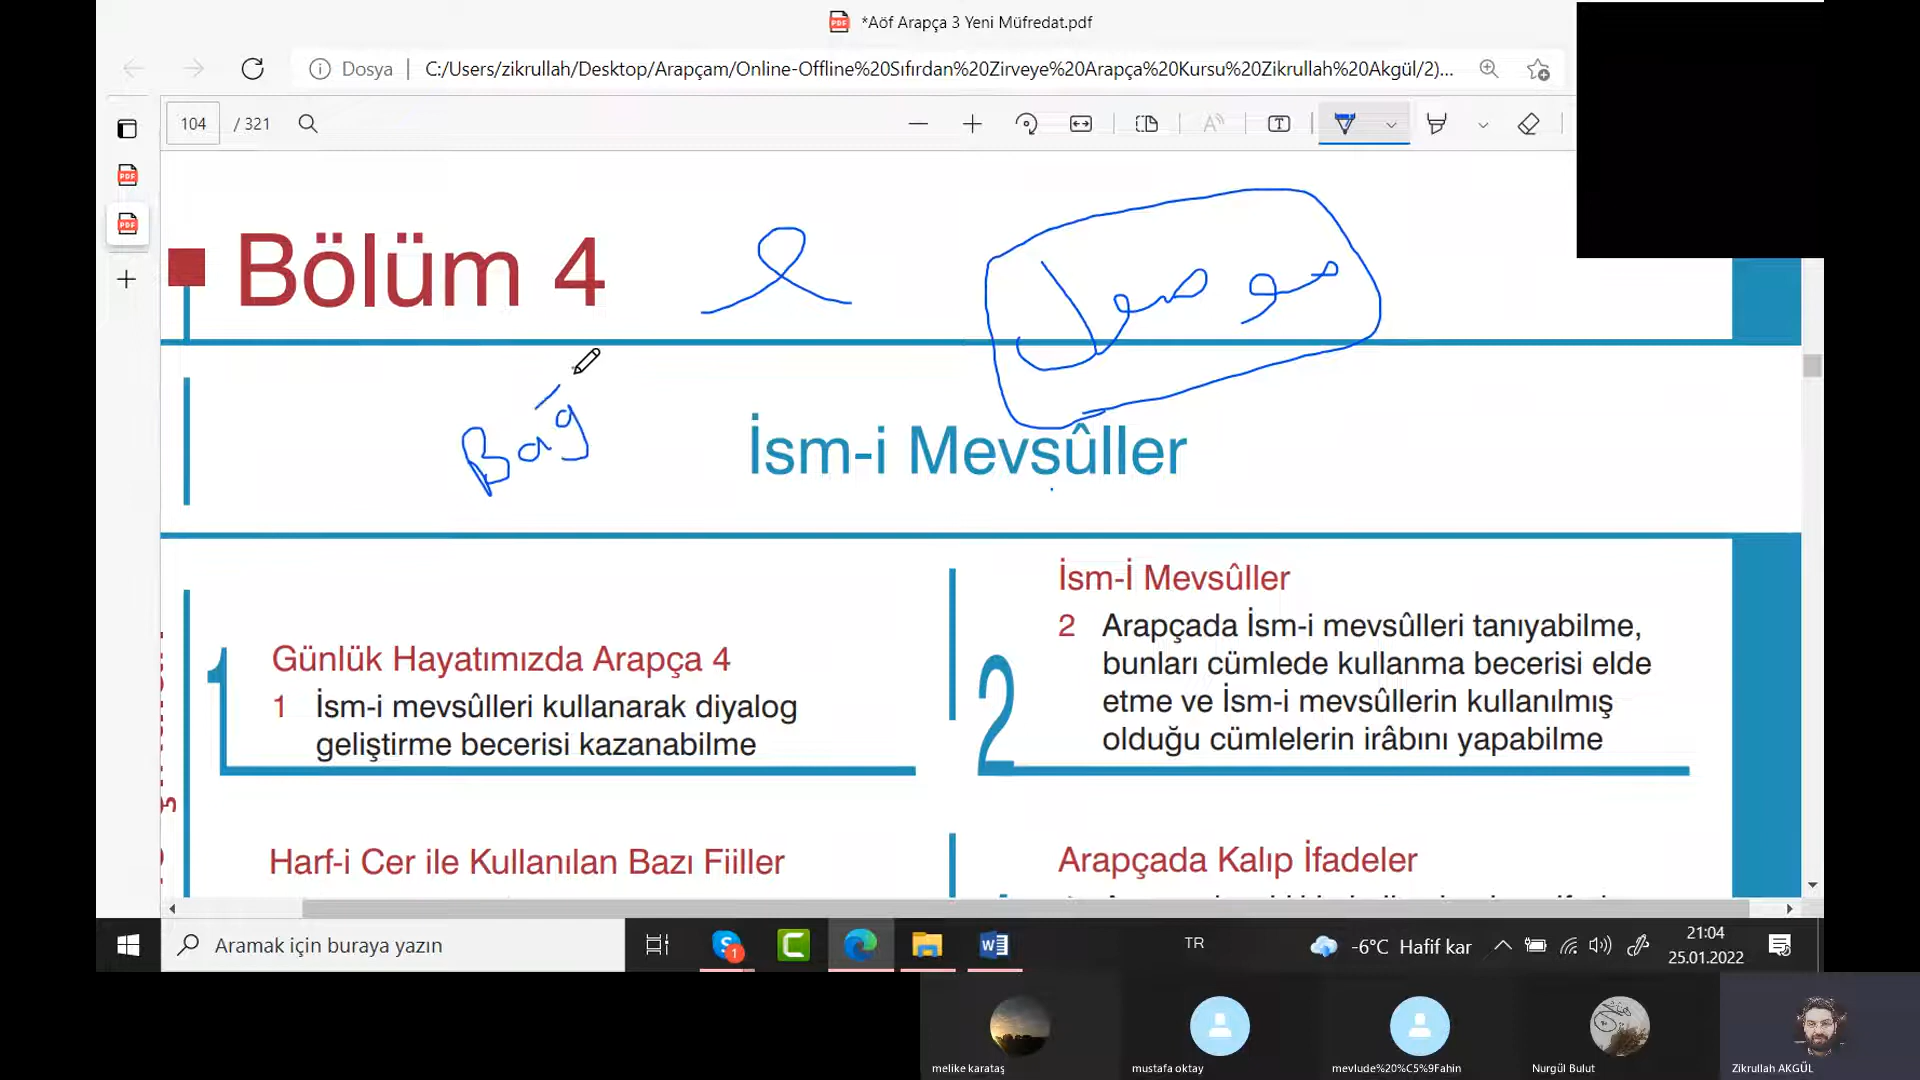 *Aöf Arapça 3 Yeni Müfredat.pdf
Dosya | C:/Users/zikrullah/Desktop/Arapçam/Online-Offline%20Sıfırdan%20Zirveye%20Arapça%20Kursu%20Zikrullah%20Akgül/2)...
104 / 321
Bölüm 4
موصول
Bağ
İsm-i Mevsûller
1
Günlük Hayatımızda Arapça 4
1 İsm-i mevsûlleri kullanarak diyalog
geliştirme becerisi kazanabilme
2
İsm-İ Mevsûller
2 Arapçada İsm-i mevsûlleri tanıyabilme,
bunları cümlede kullanma becerisi elde
etme ve İsm-i mevsûllerin kullanılmış
olduğu cümlelerin irâbını yapabilme
Harf-i Cer ile Kullanılan Bazı Fiiller
Arapçada Kalıp İfadeler
Aramak için buraya yazın
1
TR
-6°C Hafif kar
21:04
25.01.2022
melike karataş
mustafa oktay
mevlude%20%C5%9Fahin
Nurgül Bulut
Zikrullah AKGÜL